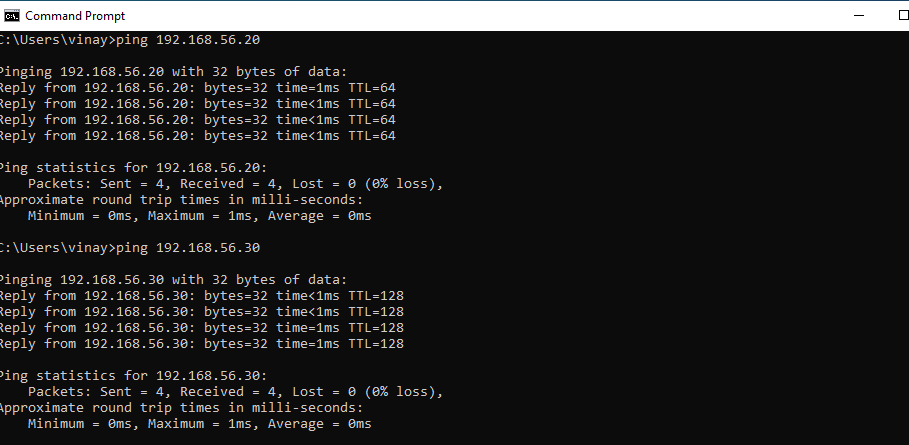 Command Prompt
C:\Users\vinay>ping 192.168.56.20
Pinging 192.168.56.20 with 32 bytes of data:
Reply from 192.168.56.20: bytes=32 time=1ms TTL=64
Reply from 192.168.56.20: bytes=32 time<1ms TTL=64
Reply from 192.168.56.20: bytes=32 time<1ms TTL=64
Reply from 192.168.56.20: bytes=32 time<1ms TTL=64
Ping statistics for 192.168.56.20:
    Packets: Sent = 4, Received = 4, Lost = 0 (0% loss),
Approximate round trip times in milli-seconds:
    Minimum = 0ms, Maximum = 1ms, Average = 0ms
C:\Users\vinay>ping 192.168.56.30
Pinging 192.168.56.30 with 32 bytes of data:
Reply from 192.168.56.30: bytes=32 time<1ms TTL=128
Reply from 192.168.56.30: bytes=32 time<1ms TTL=128
Reply from 192.168.56.30: bytes=32 time=1ms TTL=128
Reply from 192.168.56.30: bytes=32 time=1ms TTL=128
Ping statistics for 192.168.56.30:
    Packets: Sent = 4, Received = 4, Lost = 0 (0% loss),
Approximate round trip times in milli-seconds:
    Minimum = 0ms, Maximum = 1ms, Average = 0ms